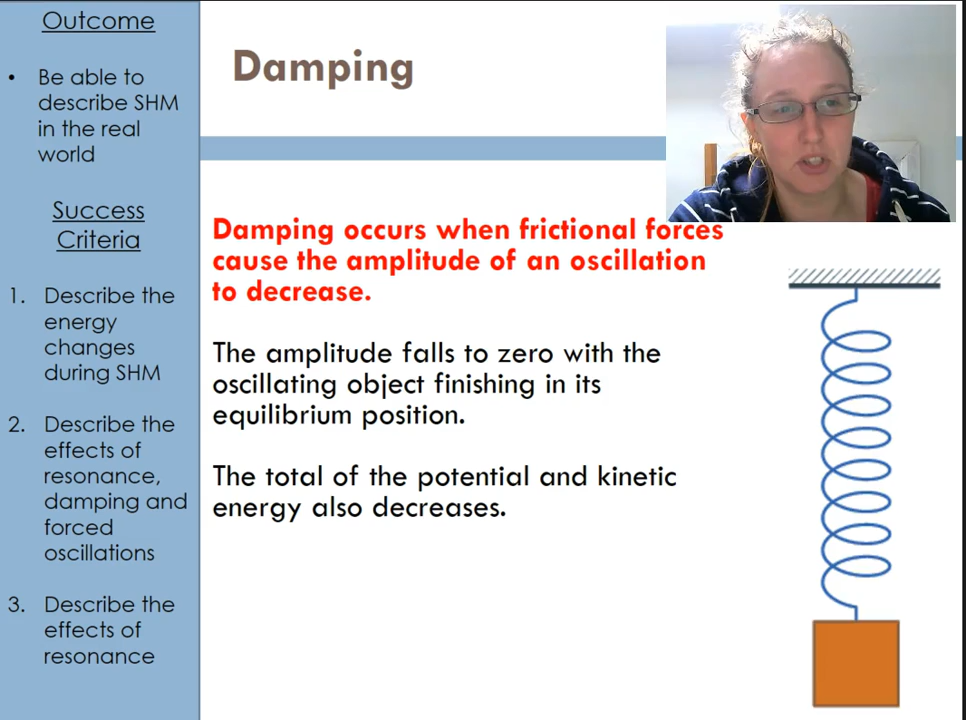 Outcome
• Be able to
describe SHM
in the real
world
Success
Criteria
1. Describe the
energy
changes
during SHM
2. Describe the
effects of
resonance,
damping and
forced
oscillations
3. Describe the
effects of
resonance
Damping
Damping occurs when frictional forces
cause the amplitude of an oscillation
to decrease.
The amplitude falls to zero with the
oscillating object finishing in its
equilibrium position.
The total of the potential and kinetic
energy also decreases.